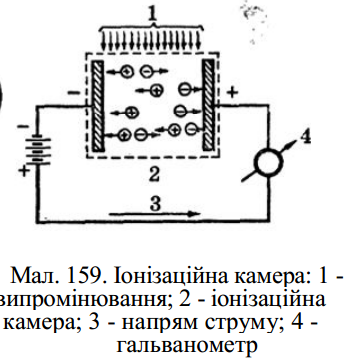 1
−
+
−
+
2
3
4
Мал. 159. Іонізаційна камера: 1 -
випромінювання; 2 - іонізаційна
камера; 3 - напрям струму; 4 -
гальванометр